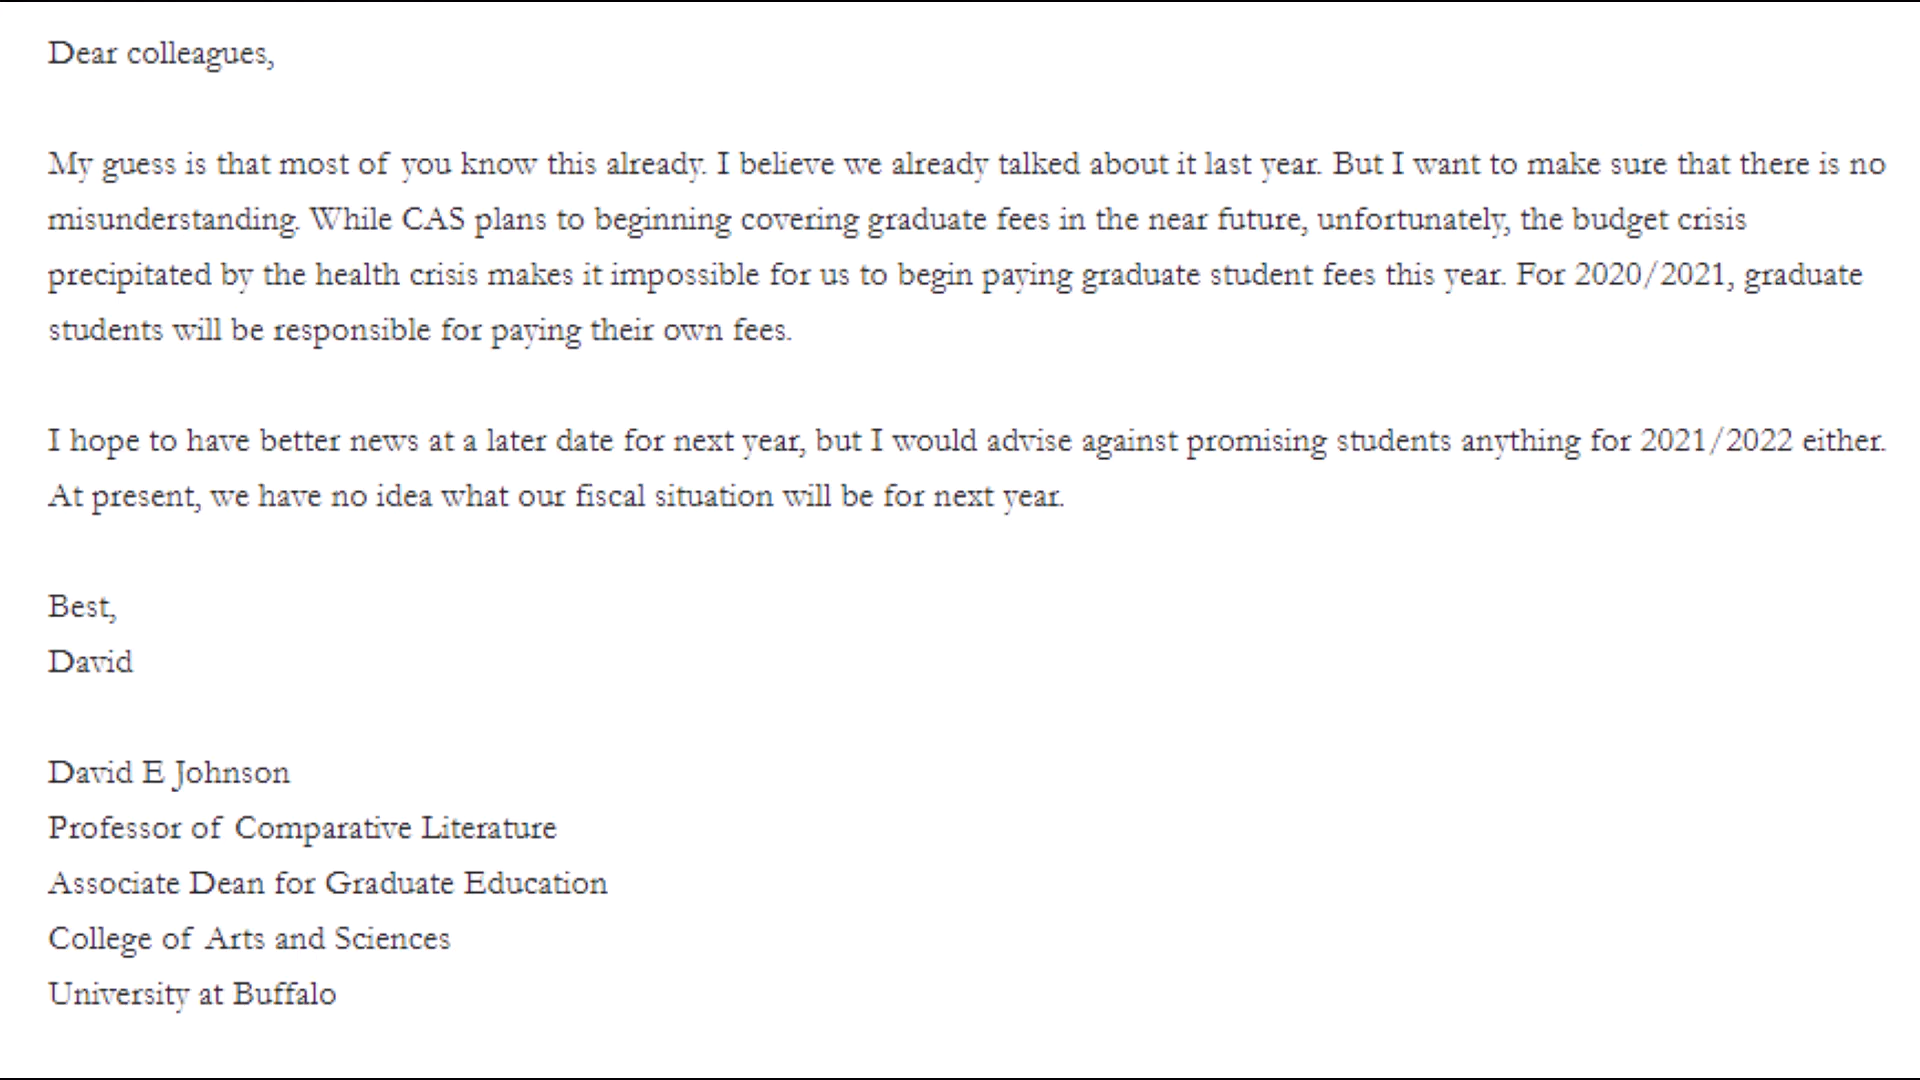 Dear colleagues,
My guess is that most of you know this already. I believe we already talked about it last year. But I want to make sure that there is no
misunderstanding. While CAS plans to beginning covering graduate fees in the near future, unfortunately, the budget crisis
precipitated by the health crisis makes it impossible for us to begin paying graduate student fees this year. For 2020/2021, graduate
students will be responsible for paying their own fees.
I hope to have better news at a later date for next year, but I would advise against promising students anything for 2021/2022 either.
At present, we have no idea what our fiscal situation will be for next year.
Best,
David
David E Johnson
Professor of Comparative Literature
Associate Dean for Graduate Education
College of Arts and Sciences
University at Buffalo